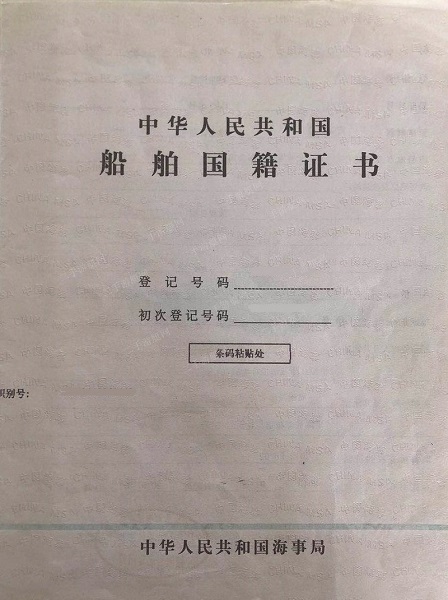 中华人民共和国
船舶国籍证书
登记号码
初次登记号码
条码粘贴处
识别号：
中华人民共和国海事局